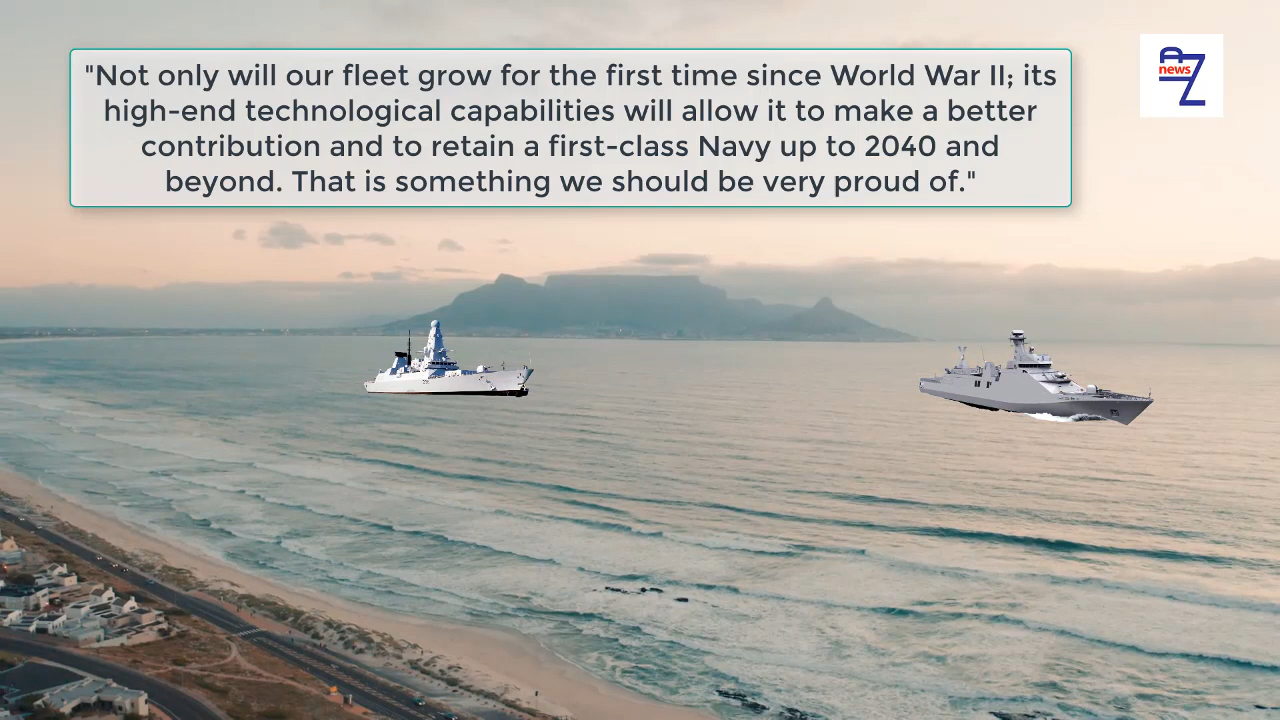 "Not only will our fleet grow for the first time since World War II; its
high-end technological capabilities will allow it to make a better
contribution and to retain a first-class Navy up to 2040 and
beyond. That is something we should be very proud of."
news